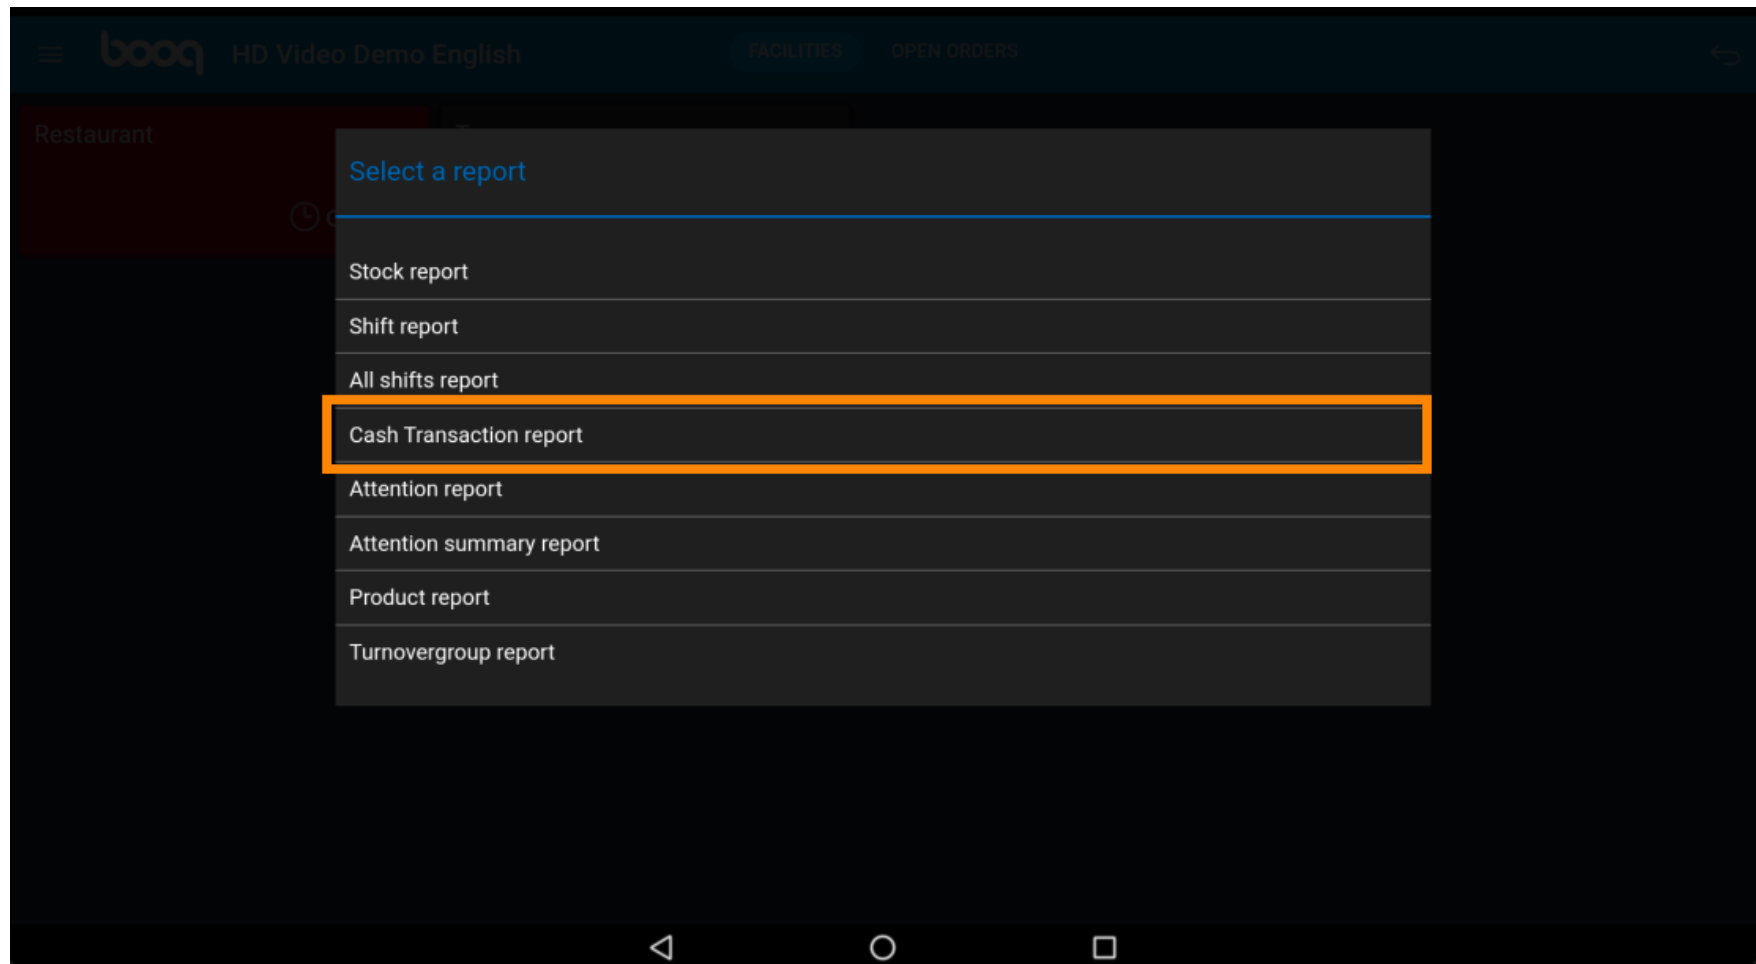 booq HD Video Demo English FACILITIES OPEN ORDERS
Restaurant
Select a report
Stock report
Shift report
All shifts report
Cash Transaction report
Attention report
Attention summary report
Product report
Turnovergroup report